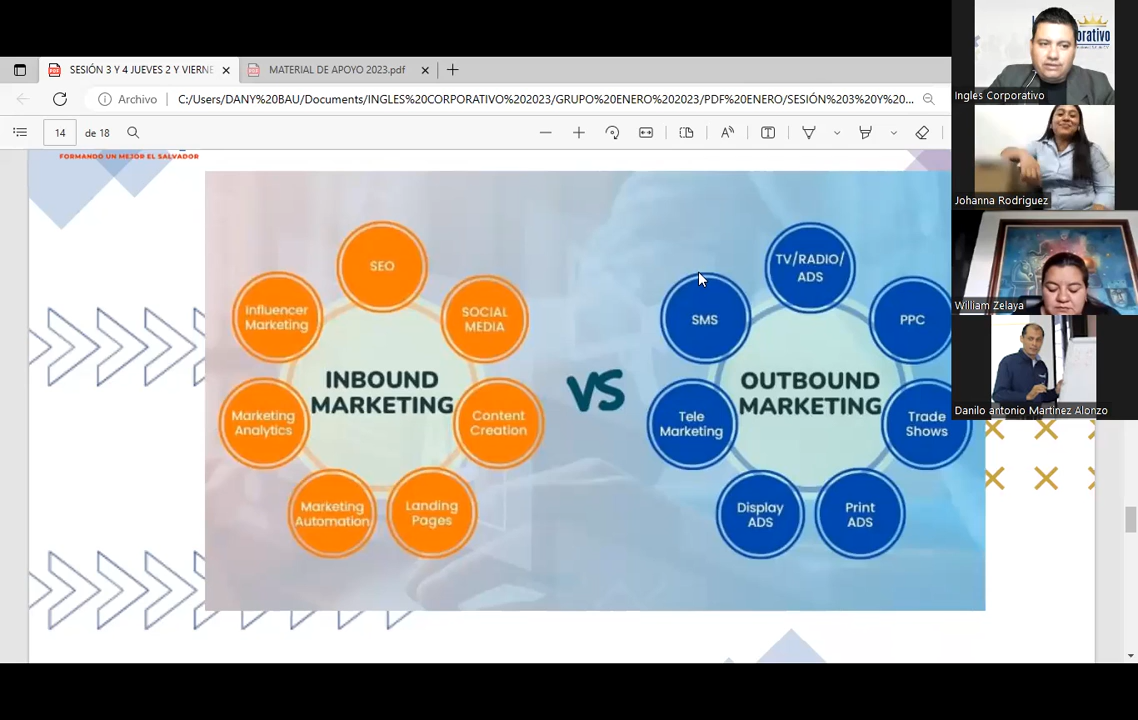 SESIÓN 3 Y 4 JUEVES 2 Y VIERNE
MATERIAL DE APOYO 2023.pdf
Archivo
C:/Users/DANY%20BAU/Documents/INGLES%20CORPORATIVO%202023/GRUPO%20ENERO%202023/PDF%20ENERO/SESIÓN%203%20Y%20...
14
de 18
FORMANDO UN MEJOR EL SALVADOR
SEO
Influencer
Marketing
SOCIAL
MEDIA
INBOUND
MARKETING
Marketing
Analytics
Content
Creation
Marketing
Automation
Landing
Pages
VS
TV/RADIO/
ADS
SMS
PPC
OUTBOUND
MARKETING
Tele
Marketing
Trade
Shows
Display
ADS
Print
ADS
orativo
Ingles Corporativo
Johanna Rodriguez
William Zelaya
Danilo antonio Martinez Alonzo